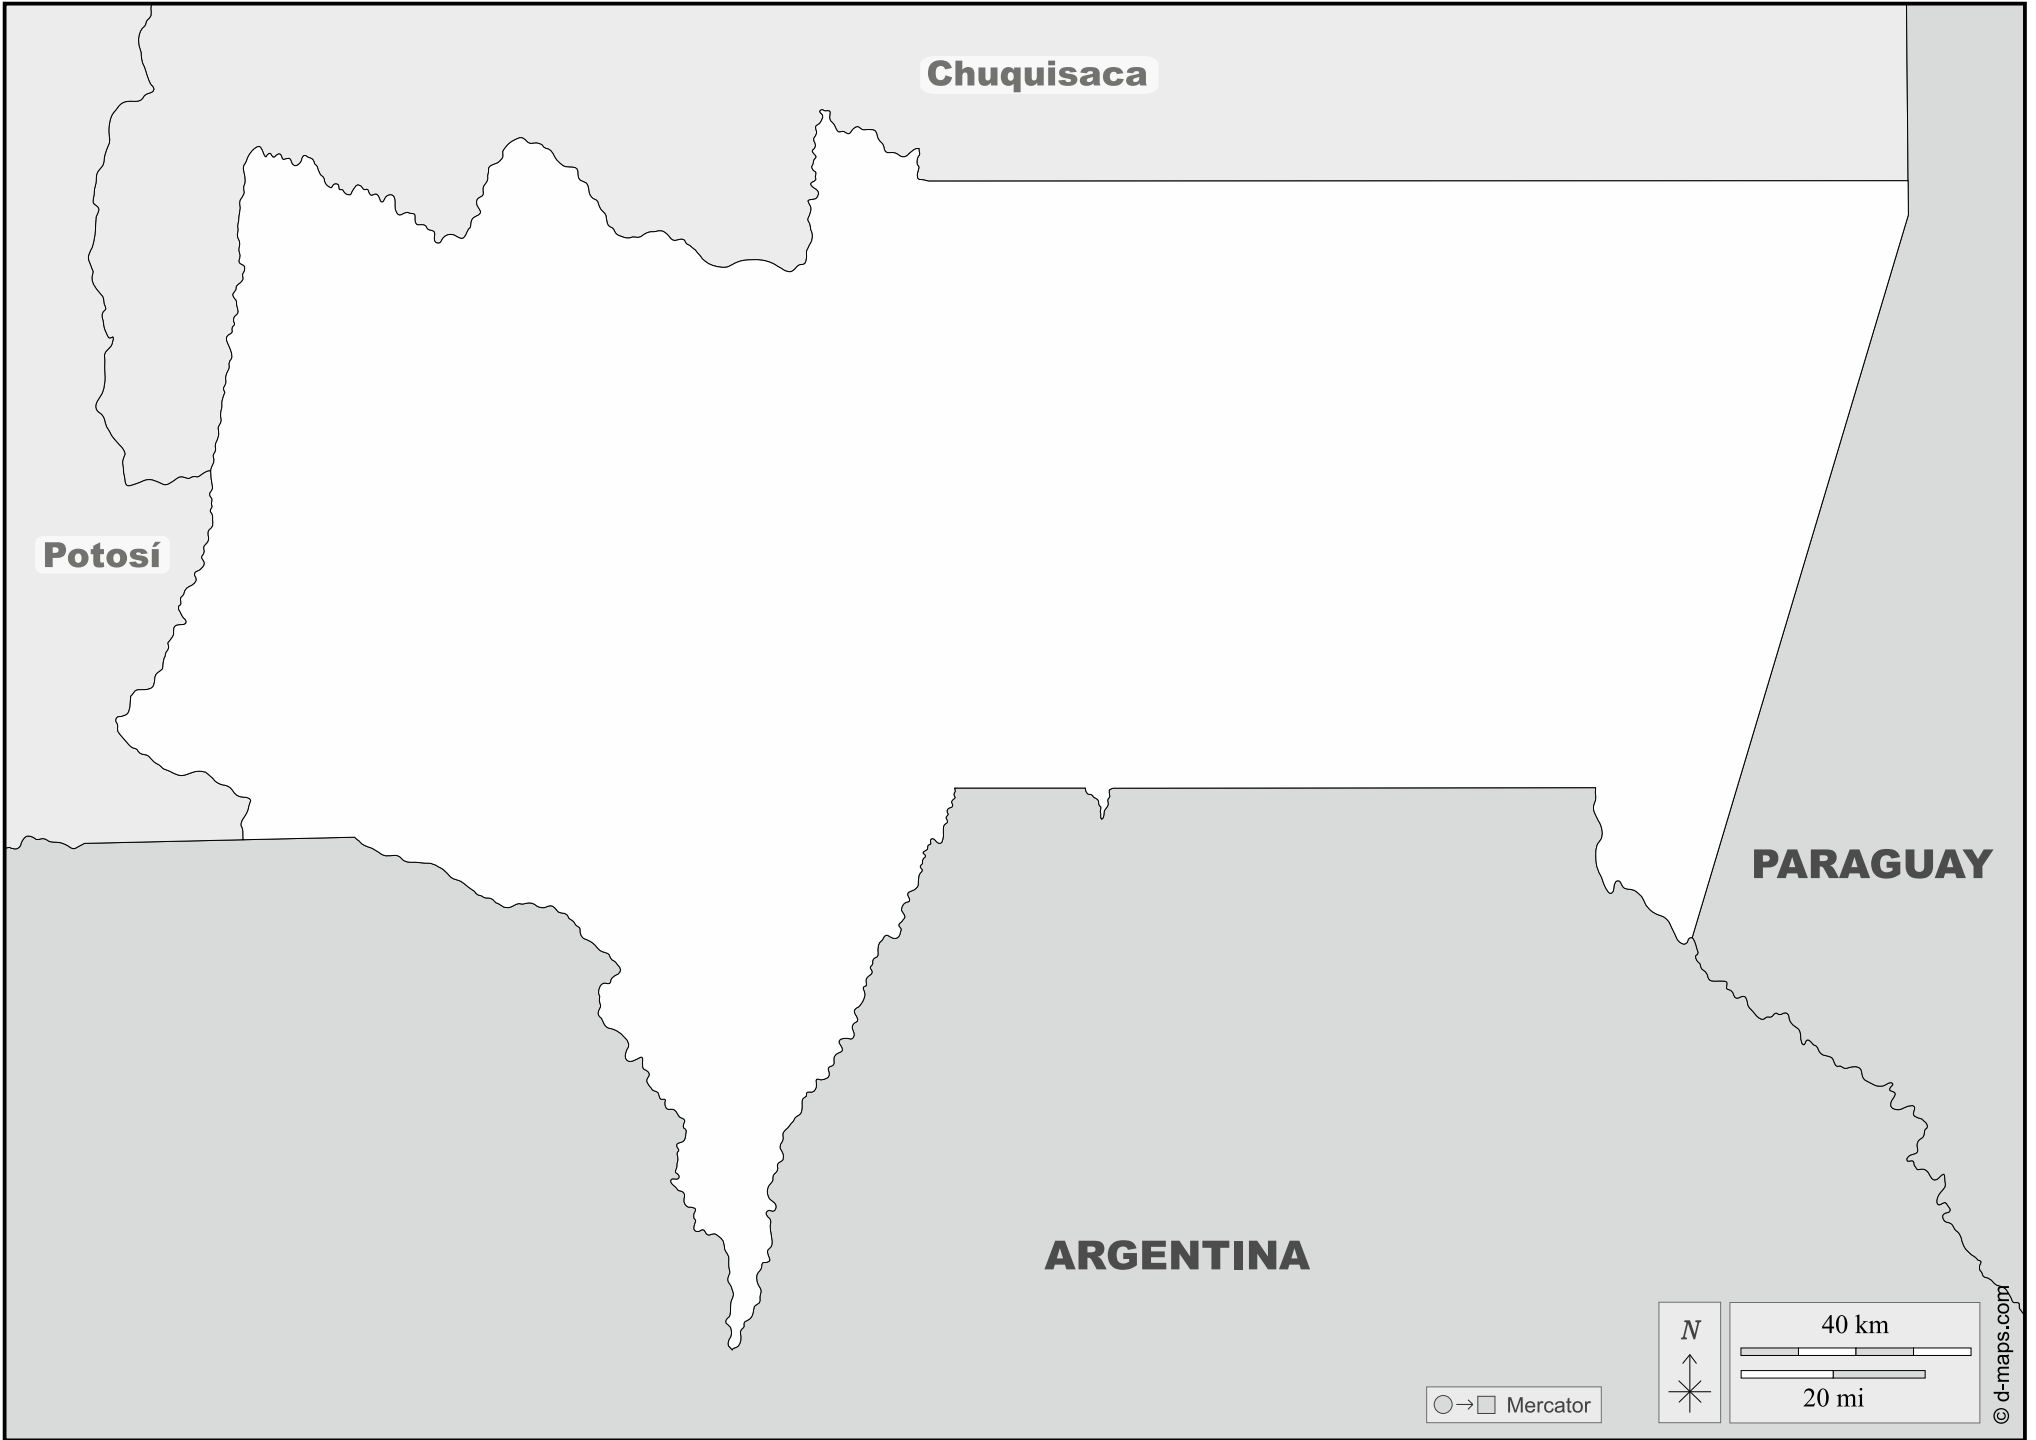 Chuquisaca
Potosí
PARAGUAY
ARGENTINA
N
40 km
20 mi
Mercator
© d-maps.com